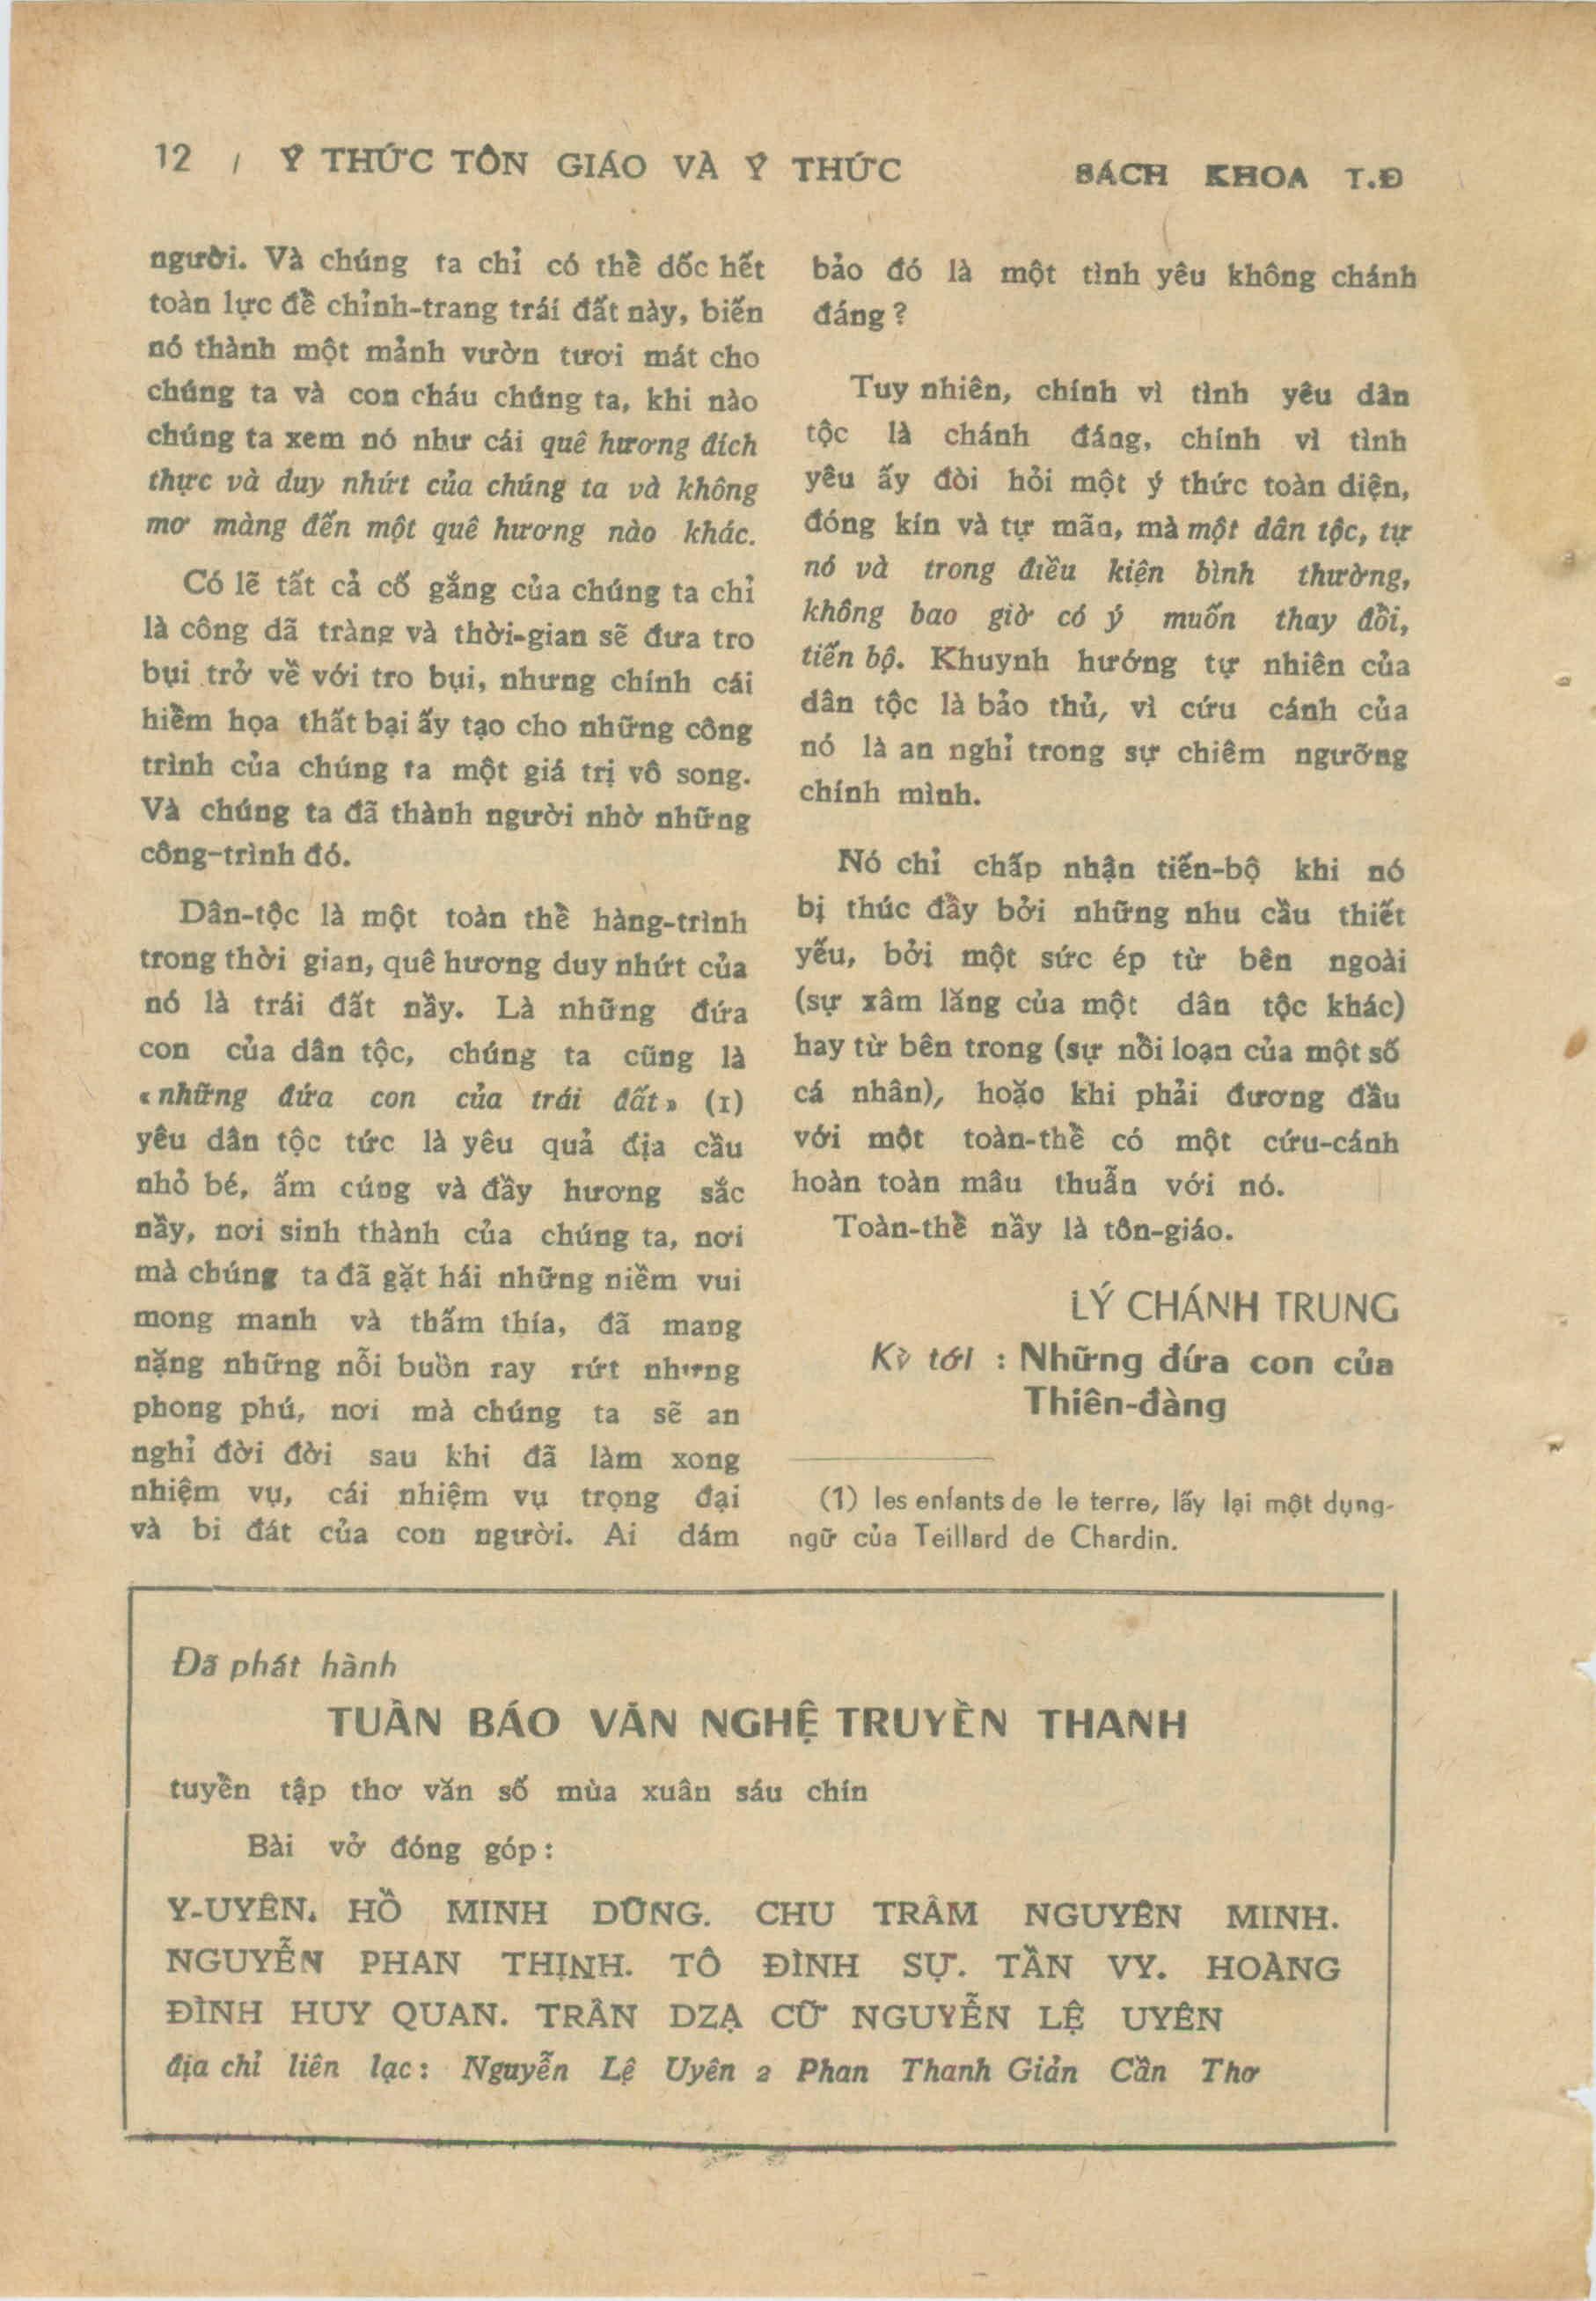 12 / Ý THỨC TÔN GIÁO VÀ Ý THỨC
BÁCH KHOA T.Đ
người. Và chúng ta chỉ có thể dốc hết
toàn lực để chỉnh-trang trái đất này, biến
nó thành một mảnh vườn tươi mát cho
chúng ta và con cháu chúng ta, khi nào
chúng ta xem nó như cái quê hương đích
thực và duy nhứt của chúng ta và không
mơ màng đến một quê hương nào khác.
Có lẽ tất cả cố gắng của chúng ta chỉ
là công dã tràng và thời-gian sẽ đưa tro
bụi trở về với tro bụi, nhưng chính cái
hiểm họa thất bại ấy tạo cho những công
trình của chúng ta một giá trị vô song.
Và chúng ta đã thành người nhờ những
công-trình đó.
Dân-tộc là một toàn thể hàng-trình
trong thời gian, quê hương duy nhứt của
nó là trái đất nầy. Là những đứa
con của dân tộc, chúng ta cũng là
«những đứa con của trái đất» (1)
yêu dân tộc tức là yêu quả địa cầu
nhỏ bé, ấm cúng và đầy hương sắc
nầy, nơi sinh thành của chúng ta, nơi
mà chúng ta đã gặt hái những niềm vui
mong manh và thấm thía, đã mang
nặng những nỗi buồn ray rứt nhưng
phong phú, nơi mà chúng ta sẽ an
nghỉ đời đời sau khi đã làm xong
nhiệm vụ, cái nhiệm vụ trọng đại
và bi đát của con người. Ai dám
bảo đó là một tình yêu không chánh
đáng ?
Tuy nhiên, chính vì tình yêu dân
tộc là chánh đáng, chính vì tình
yêu ấy đòi hỏi một ý thức toàn diện,
đóng kín và tự mãn, mà một dân tộc, tự
nó và trong điều kiện bình thường,
không bao giờ có ý muốn thay đổi,
tiến bộ. Khuynh hướng tự nhiên của
dân tộc là bảo thủ, vì cứu cánh của
nó là an nghỉ trong sự chiêm ngưỡng
chính mình.
Nó chỉ chấp nhận tiến-bộ khi nó
bị thúc đẩy bởi những nhu cầu thiết
yếu, bởi một sức ép từ bên ngoài
(sự xâm lăng của một dân tộc khác)
hay từ bên trong (sự nổi loạn của một số
cá nhân), hoặc khi phải đương đầu
với một toàn-thể có một cứu-cánh
hoàn toàn mâu thuẫn với nó.
Toàn-thể nầy là tôn-giáo.
LÝ CHÁNH TRUNG
Kỳ tới : Những đứa con của
Thiên-đàng
(1) les enfants de le terre, lấy lại một dụng-
ngữ của Teillard de Chardin.
Đã phát hành
TUẦN BÁO VĂN NGHỆ TRUYỀN THANH
tuyển tập thơ văn số mùa xuân sáu chín
Bài vở đóng góp :
Y-UYÊN. HỒ MINH DŨNG. CHU TRẦM NGUYÊN MINH.
NGUYỄN PHAN THỊNH. TÔ ĐÌNH SỰ. TẦN VY. HOÀNG
ĐÌNH HUY QUAN. TRẦN DZẠ CỮ NGUYỄN LỆ UYÊN
địa chỉ liên lạc : Nguyễn Lệ Uyên 2 Phan Thanh Giản Cần Thơ